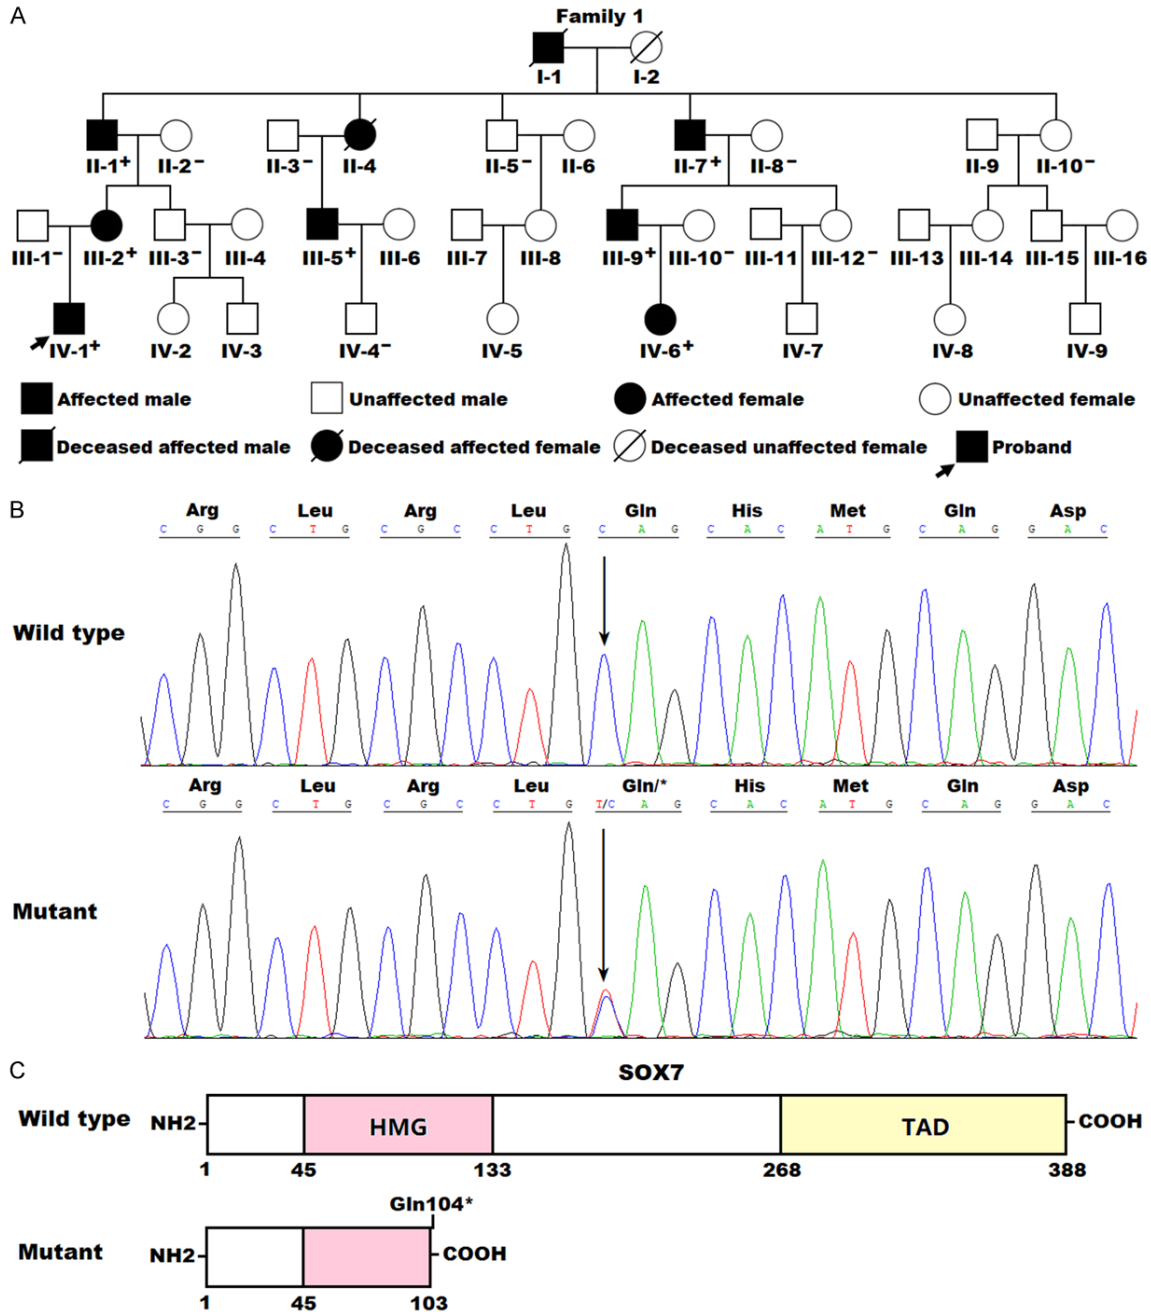 A
Family 1
I-1 I-2
II-1+ II-2− II-3− II-4 II-5− II-6 II-7+ II-8− II-9 II-10−
III-1− III-2+ III-3− III-4 III-5+ III-6 III-7 III-8 III-9+ III-10− III-11 III-12− III-13 III-14 III-15 III-16
IV-1+ IV-2 IV-3 IV-4− IV-5 IV-6+ IV-7 IV-8 IV-9
Affected male Unaffected male Affected female Unaffected female
Deceased affected male Deceased affected female Deceased unaffected female Proband
B
Arg Leu Arg Leu Gln His Met Gln Asp
C G G C T G C G C C T G C A G C A C A T G C A G G A C
Wild type
Arg Leu Arg Leu Gln/* His Met Gln Asp
C G G C T G C G C C T G T/C A G C A C A T G C A G G A C
Mutant
C
SOX7
Wild type NH2 HMG TAD COOH
1 45 133 268 388
Gln104*
Mutant NH2 COOH
1 45 103